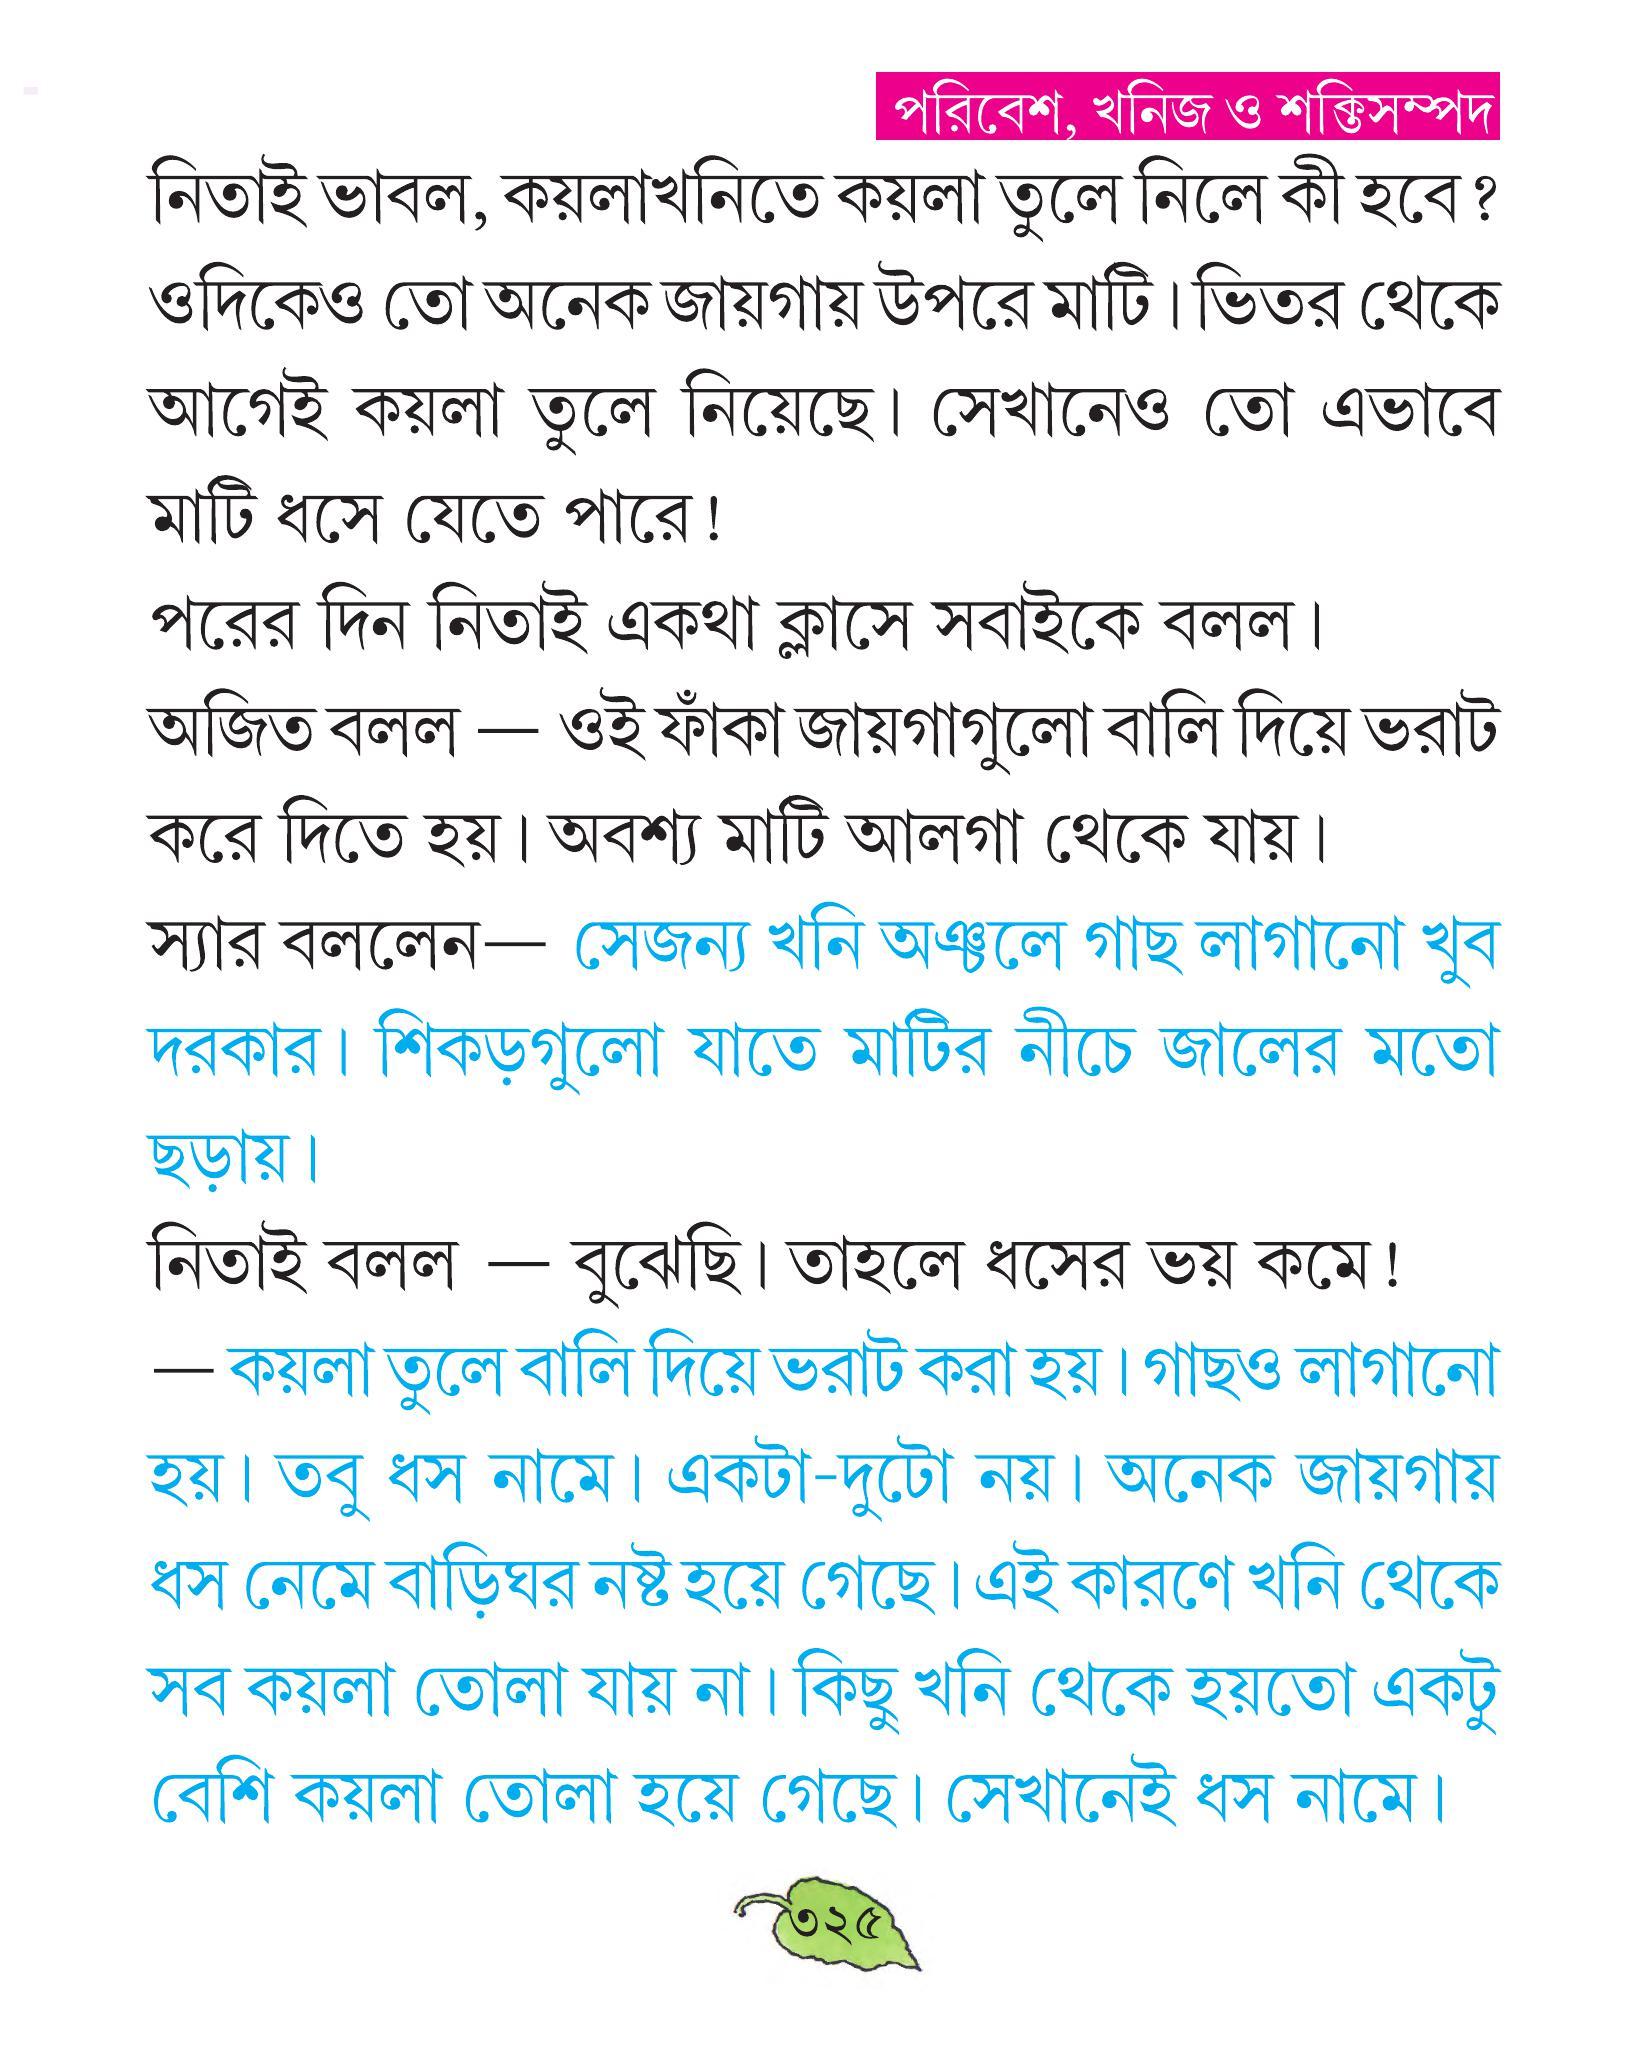 পরিবেশ, খনিজ ও শক্তিসম্পদ
নিতাই ভাবল, কয়লাখনিতে কয়লা তুলে নিলে কী হবে?
ওদিকেও তো অনেক জায়গায় উপরে মাটি। ভিতর থেকে
আগেই কয়লা তুলে নিয়েছে। সেখানেও তো এভাবে
মাটি ধসে যেতে পারে!
পরের দিন নিতাই একথা ক্লাসে সবাইকে বলল।
অজিত বলল — ওই ফাঁকা জায়গাগুলো বালি দিয়ে ভরাট
করে দিতে হয়। অবশ্য মাটি আলগা থেকে যায়।
স্যার বললেন— সেজন্য খনি অঞ্চলে গাছ লাগানো খুব
দরকার। শিকড়গুলো যাতে মাটির নীচে জালের মতো
ছড়ায়।
নিতাই বলল — বুঝেছি। তাহলে ধসের ভয় কমে!
— কয়লা তুলে বালি দিয়ে ভরাট করা হয়। গাছও লাগানো
হয়। তবু ধস নামে। একটা-দুটো নয়। অনেক জায়গায়
ধস নেমে বাড়িঘর নষ্ট হয়ে গেছে। এই কারণে খনি থেকে
সব কয়লা তোলা যায় না। কিছু খনি থেকে হয়তো একটু
বেশি কয়লা তোলা হয়ে গেছে। সেখানেই ধস নামে।
৩২৫